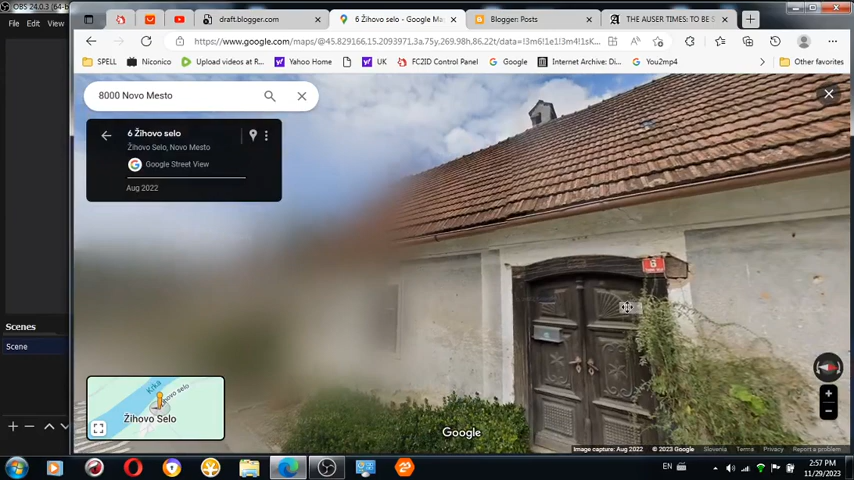 OBS 24.0.3 (64-b
File Edit View
draft.blogger.com
6 Žihovo selo - Google Ma
Blogger: Posts
THE AUSER TIMES: TO BE S
https://www.google.com/maps/@45.829166,15.2093971,3.75y,269.98h,86.22t/data=!3m6!1e1!3m4!1s
SPELL
Niconico
Upload videos at R...
Yahoo Home
UK
FC2ID Control Panel
Google
Internet Archive: Di...
You2mp4
Other favorites
8000 Novo Mesto
6 Žihovo selo
Žihovo Selo, Novo Mesto
Google Street View
Aug 2022
6
Scenes
Scene
Krka
Žihovo selo
Žihovo Selo
Google
Image capture: Aug 2022 © 2023 Google Slovenia Terms Privacy Report a problem
EN
2:57 PM
11/29/2023